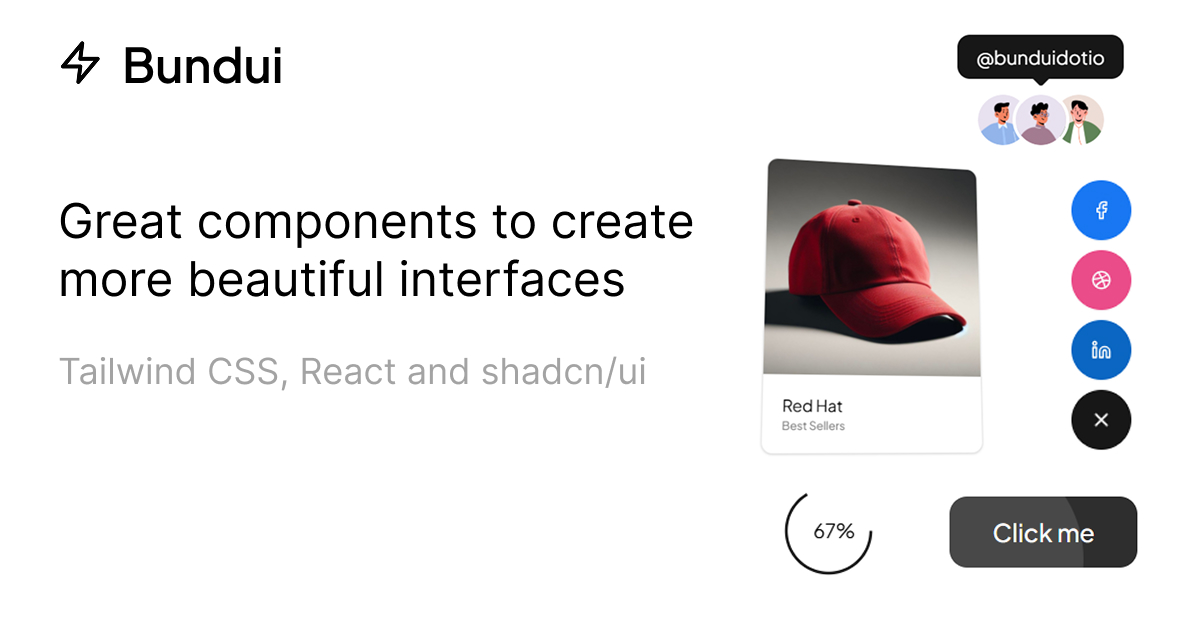 Bundui
@bunduidotio
Great components to create
more beautiful interfaces
Tailwind CSS, React and shadcn/ui
Red Hat
Best Sellers
67%
Click me